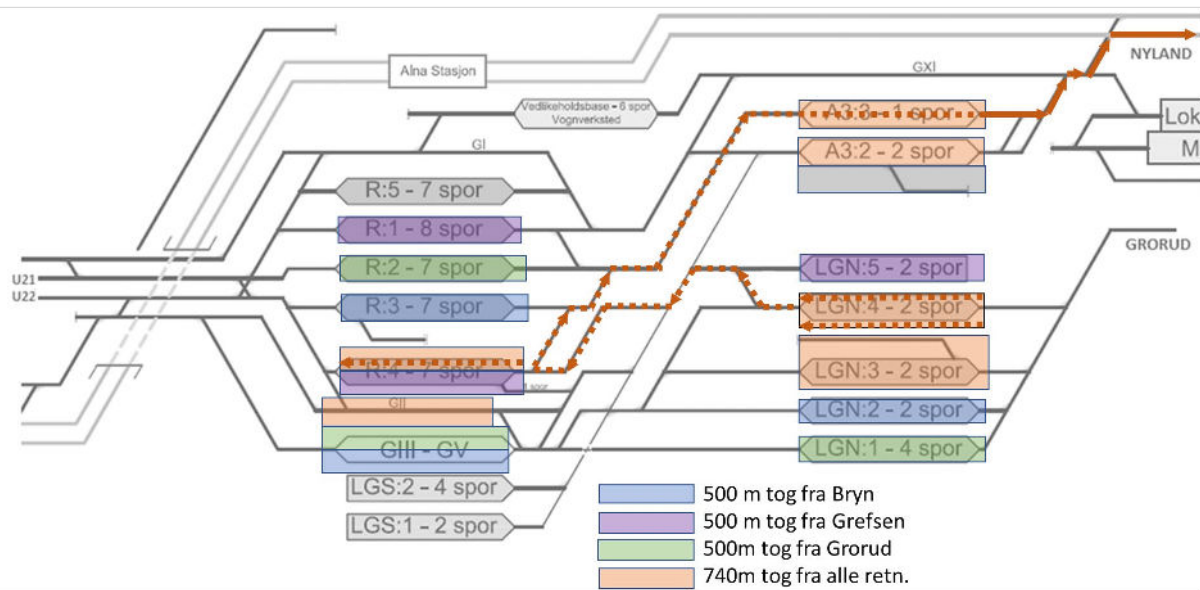 Alna Stasjon
NYLAND
GXI
Vedlikeholdsbase - 6 spor
Vognverksted
A3:3 - 1 spor
Lok
GI
A3:2 - 2 spor
M
R:5 - 7 spor
R:1 - 8 spor
GRORUD
R:2 - 7 spor
LGN:5 - 2 spor
U21
U22
R:3 - 7 spor
LGN:4 - 2 spor
R:4 - 7 spor
LGN:3 - 2 spor
spor
GII
LGN:2 - 2 spor
GIII - GV
LGN:1 - 4 spor
LGS:2 - 4 spor
LGS:1 - 2 spor
500 m tog fra Bryn
500 m tog fra Grefsen
500m tog fra Grorud
740m tog fra alle retn.